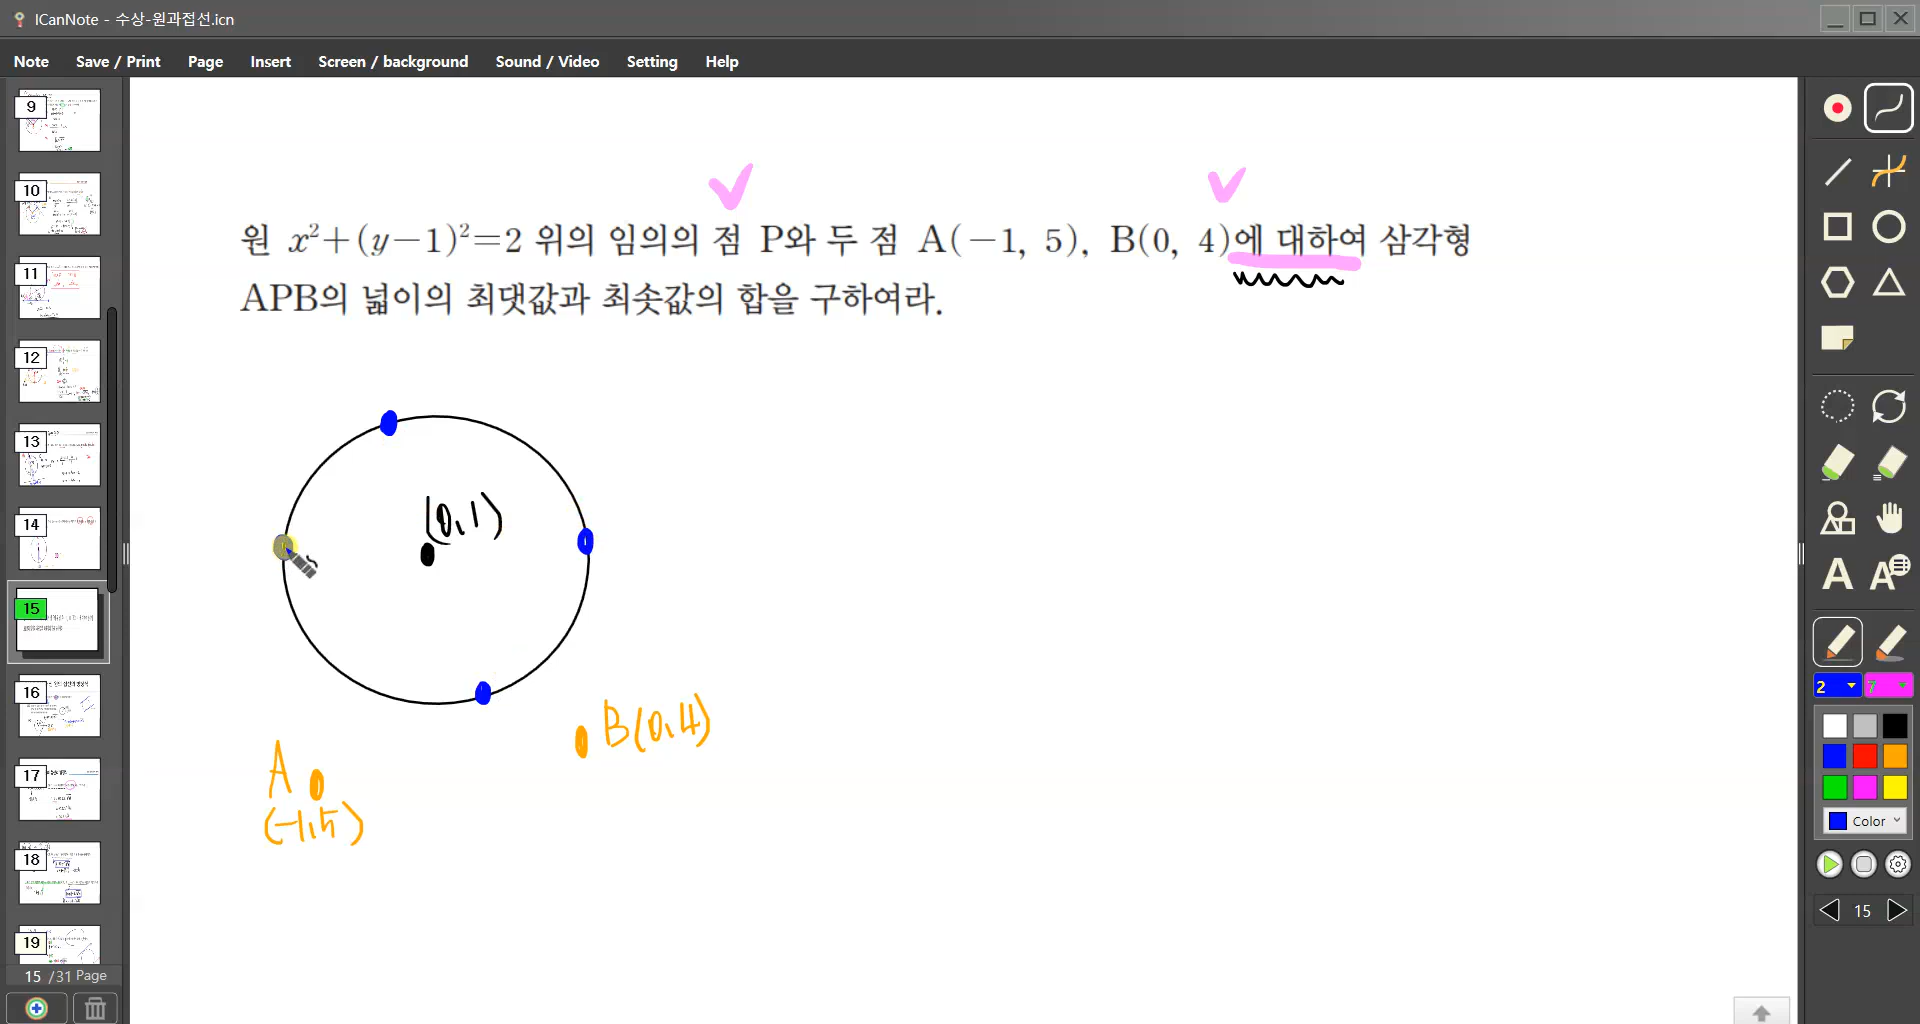 ICanNote - 수상-원과접선.icn
Note Save / Print Page Insert Screen / background Sound / Video Setting Help
9
10
11
12
13
14
15
16
17
18
19
15 /31 Page
원 x²+(y−1)²=2 위의 임의의 점 P와 두 점 A(−1, 5), B(0, 4)에 대하여 삼각형
APB의 넓이의 최댓값과 최솟값의 합을 구하여라.
(0,1)
B(0,4)
A
(-1,5)
A A
2 7
Color
15